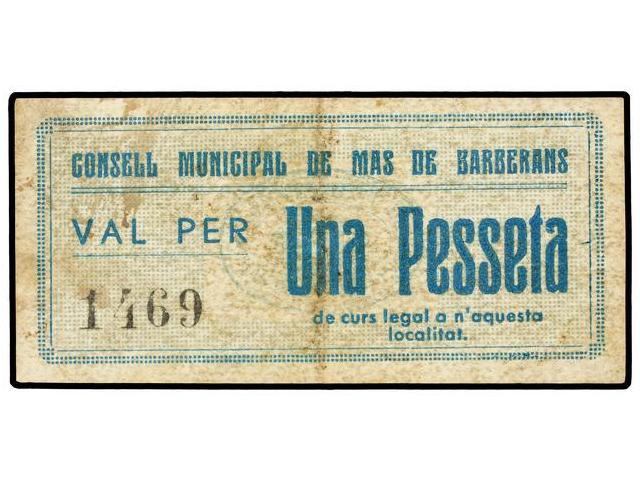 CONSELL MUNICIPAL DE MAS DE BARBERANS
VAL PER
Una Pesseta
1469
de curs legal a n'aquesta
localitat.